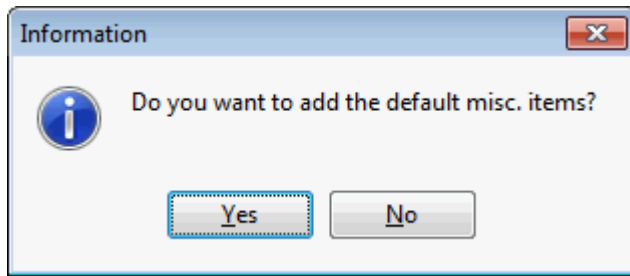 Information
Do you want to add the default misc. items?
Yes
No